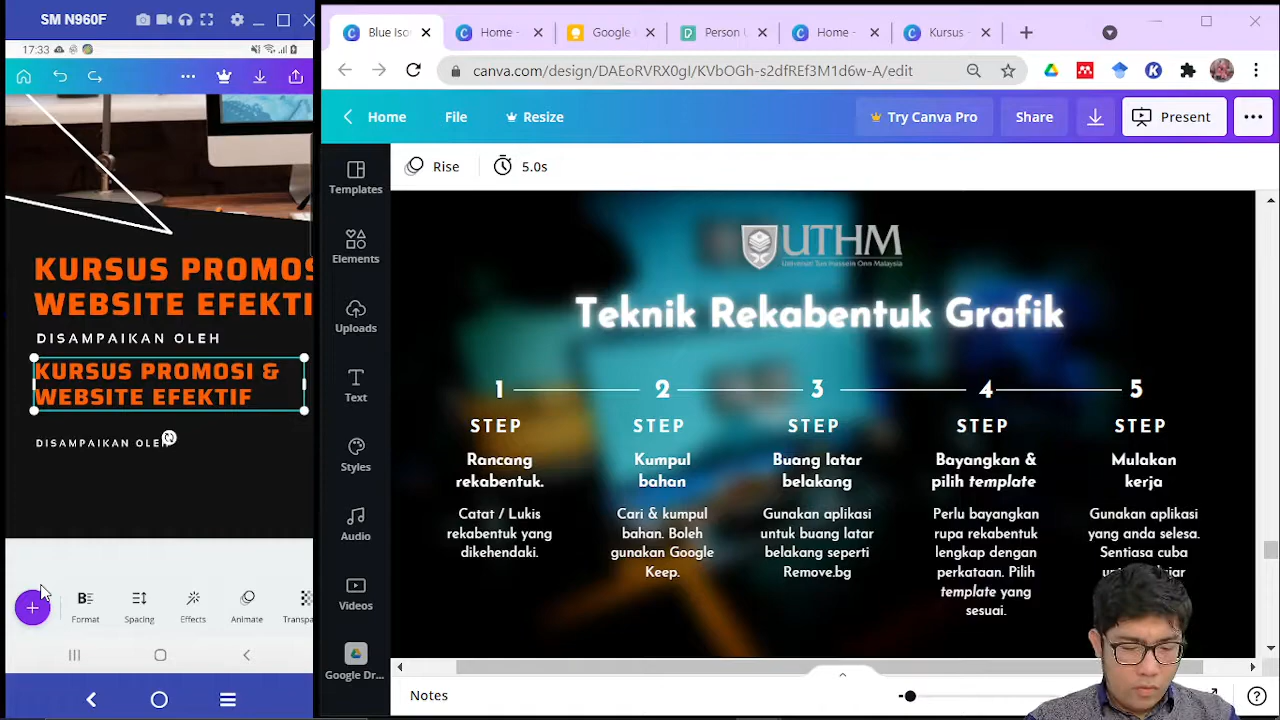 SM N960F
17:33
KURSUS PROMOS
WEBSITE EFEKTI
DISAMPAIKAN OLEH
KURSUS PROMOSI &
WEBSITE EFEKTIF
DISAMPAIKAN OLEH
Format
Spacing
Effects
Animate
Transpa
Blue Iso
Home -
Google
Person
Home -
Kursus -
canva.com/design/DAEoRVRX0gI/KVbGGh-s2dfREf3M1d6w-A/edit
Home
File
Resize
Try Canva Pro
Share
Present
Rise
5.0s
Templates
Elements
Uploads
Text
Styles
Audio
Videos
Google Dr...
UTHM
Universiti Tun Hussein Onn Malaysia
Teknik Rekabentuk Grafik
1 2 3 4 5
STEP STEP STEP STEP STEP
Rancang
rekabentuk.
Catat / Lukis
rekabentuk yang
dikehendaki.
Kumpul
bahan
Cari & kumpul
bahan. Boleh
gunakan Google
Keep.
Buang latar
belakang
Gunakan aplikasi
untuk buang latar
belakang seperti
Remove.bg
Bayangkan &
pilih template
Perlu bayangkan
rupa rekabentuk
lengkap dengan
perkataan. Pilih
template yang
sesuai.
Mulakan
kerja
Gunakan aplikasi
yang anda selesa.
Sentiasa cuba
Notes